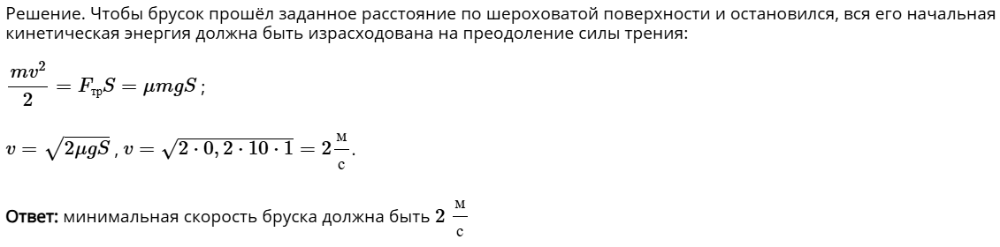 Решение. Чтобы брусок прошёл заданное расстояние по шероховатой поверхности и остановился, вся его начальная
кинетическая энергия должна быть израсходована на преодоление силы трения:
mv²/2 = FтрS = μmgS ;
v = √(2μgS) , v = √(2 · 0, 2 · 10 · 1) = 2 м/с.
Ответ: минимальная скорость бруска должна быть 2 м/с